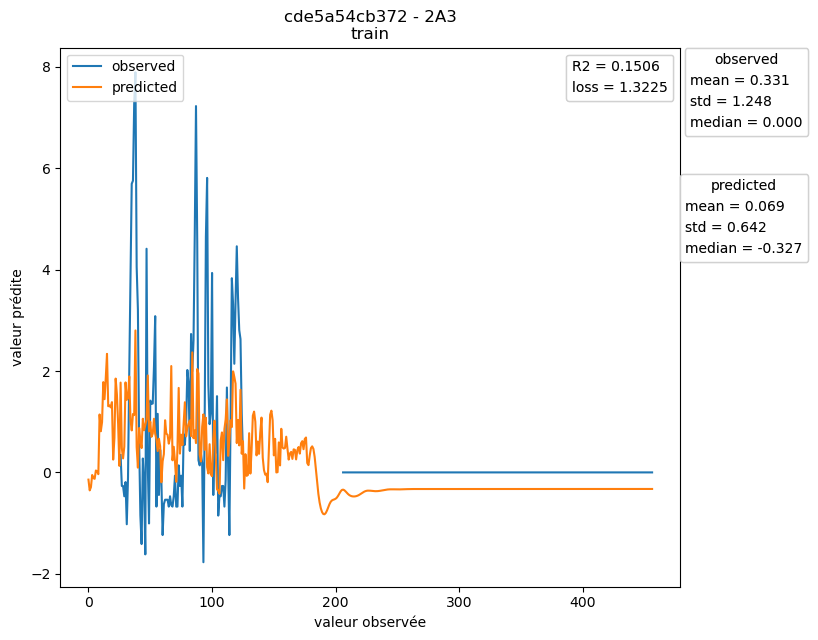 cde5a54cb372 - 2A3
train
observed
predicted
R2 = 0.1506
loss = 1.3225
observed
mean = 0.331
std = 1.248
median = 0.000
predicted
mean = 0.069
std = 0.642
median = -0.327
valeur prédite
8
6
4
2
0
−2
0
100
200
300
400
valeur observée